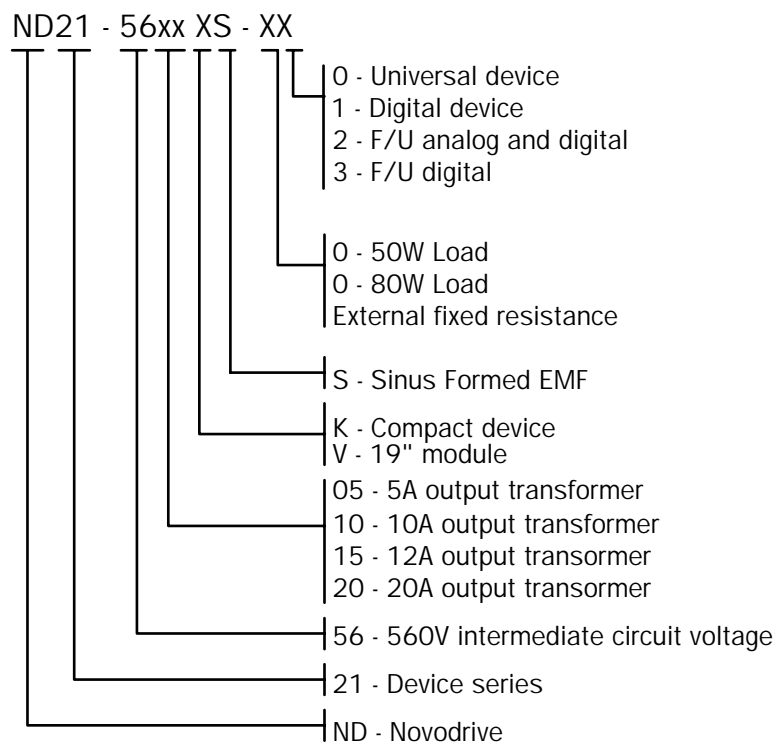 ND21 - 56xx XS - XX
0 - Universal device
1 - Digital device
2 - F/U analog and digital
3 - F/U digital
0 - 50W Load
0 - 80W Load
External fixed resistance
S - Sinus Formed EMF
K - Compact device
V - 19" module
05 - 5A output transformer
10 - 10A output transformer
15 - 12A output transormer
20 - 20A output transormer
56 - 560V intermediate circuit voltage
21 - Device series
ND - Novodrive